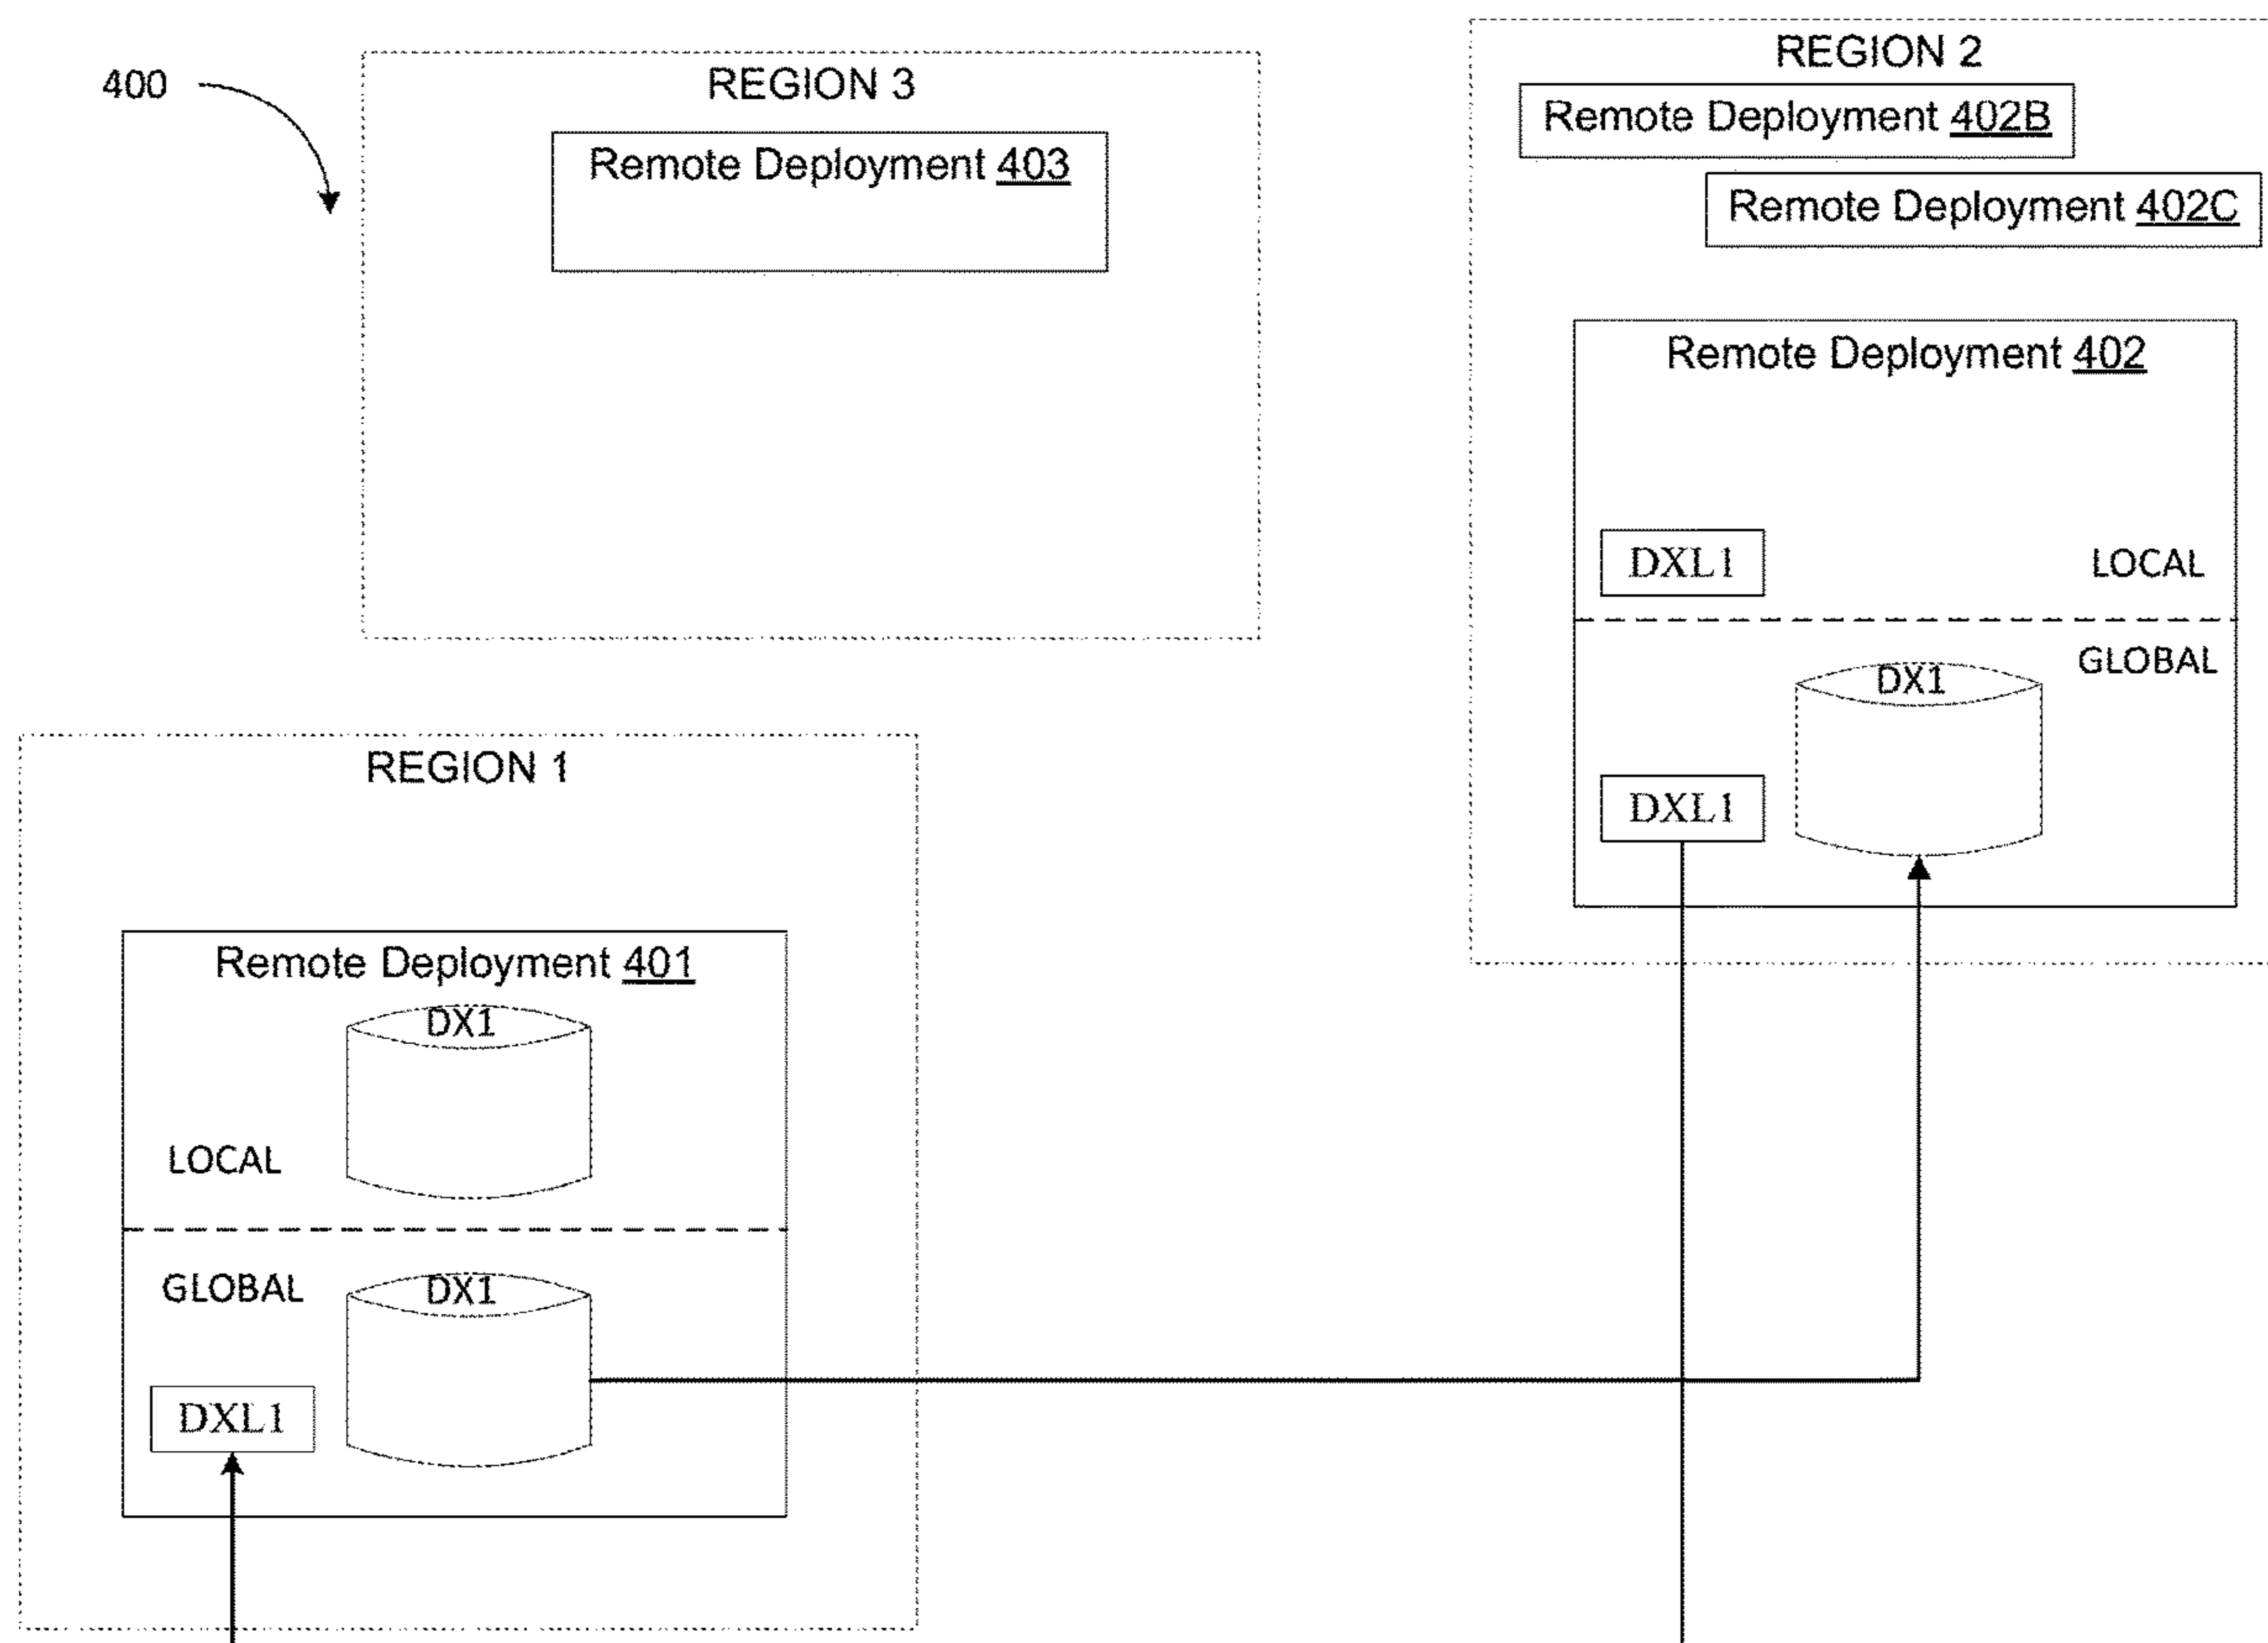 400
REGION 3
Remote Deployment 403
REGION 2
Remote Deployment 402B
Remote Deployment 402C
Remote Deployment 402
DXL1
LOCAL
GLOBAL
DX1
DXL1
REGION 1
Remote Deployment 401
DX1
LOCAL
GLOBAL
DX1
DXL1